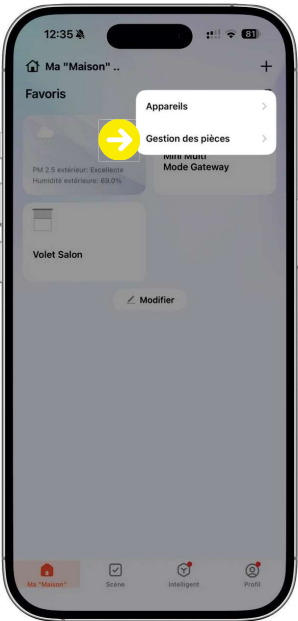 12:35
81
Ma "Maison" ..
Favoris
Appareils
Gestion des pièces
PM 2.5 extérieur: Excellente
Humidité extérieure: 69.0%
Mini Multi
Mode Gateway
Volet Salon
Modifier
Ma "Maison"
Scène
Intelligent
Profil